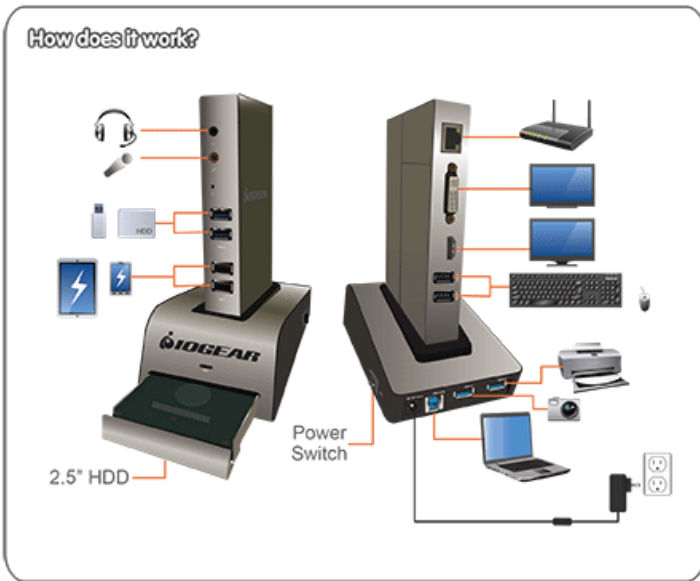 How does it work?
HDD
IOGEAR
IOGEAR
Power
Switch
2.5" HDD